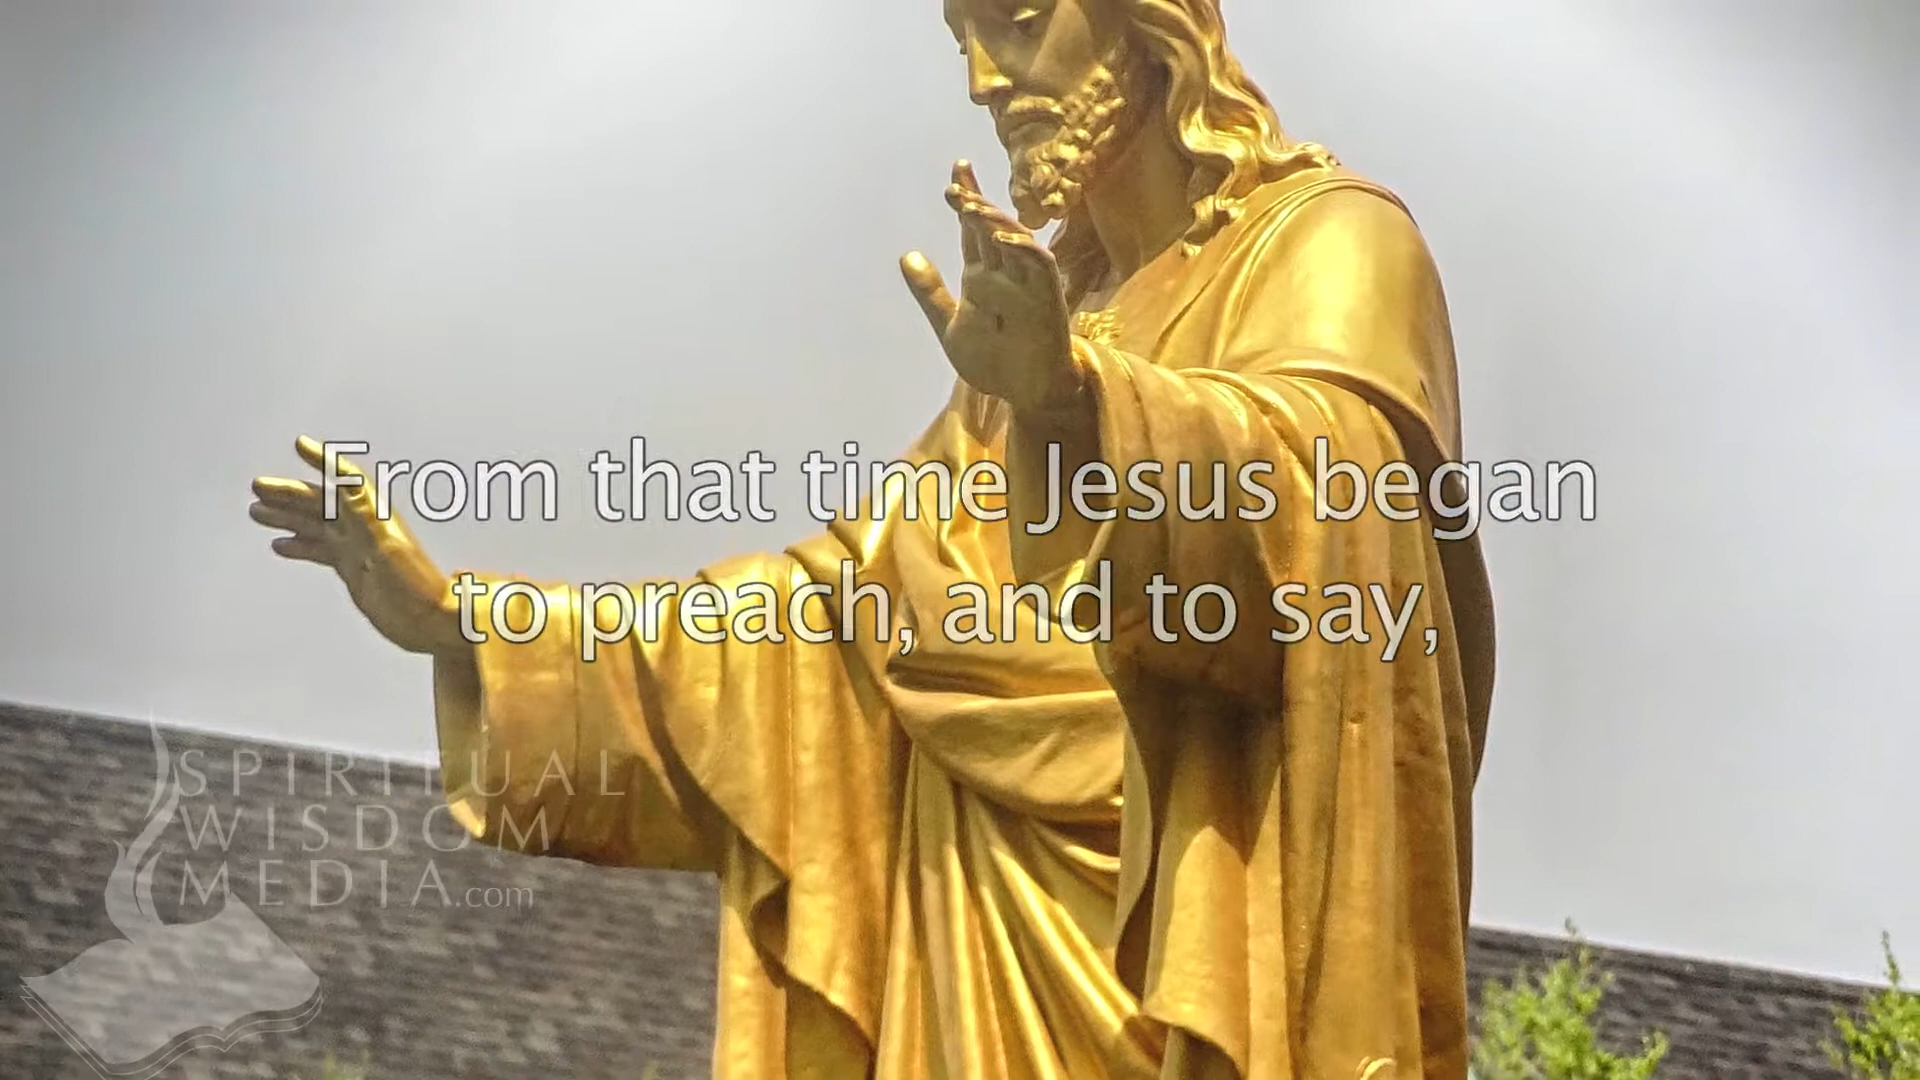 From that time Jesus began
to preach, and to say,
SPIRITUAL
WISDOM
MEDIA.com